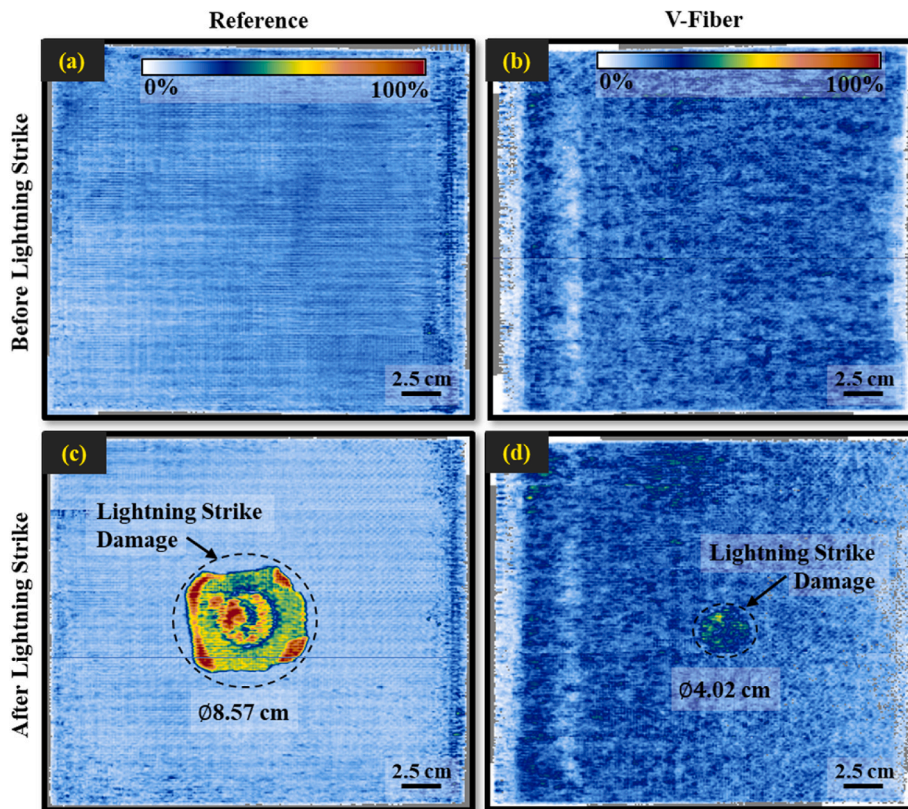 Reference
V-Fiber
Before Lightning Strike
(a)
0%
100%
2.5 cm
(b)
0%
100%
2.5 cm
After Lightning Strike
(c)
Lightning Strike
Damage
Ø8.57 cm
2.5 cm
(d)
Lightning Strike
Damage
Ø4.02 cm
2.5 cm